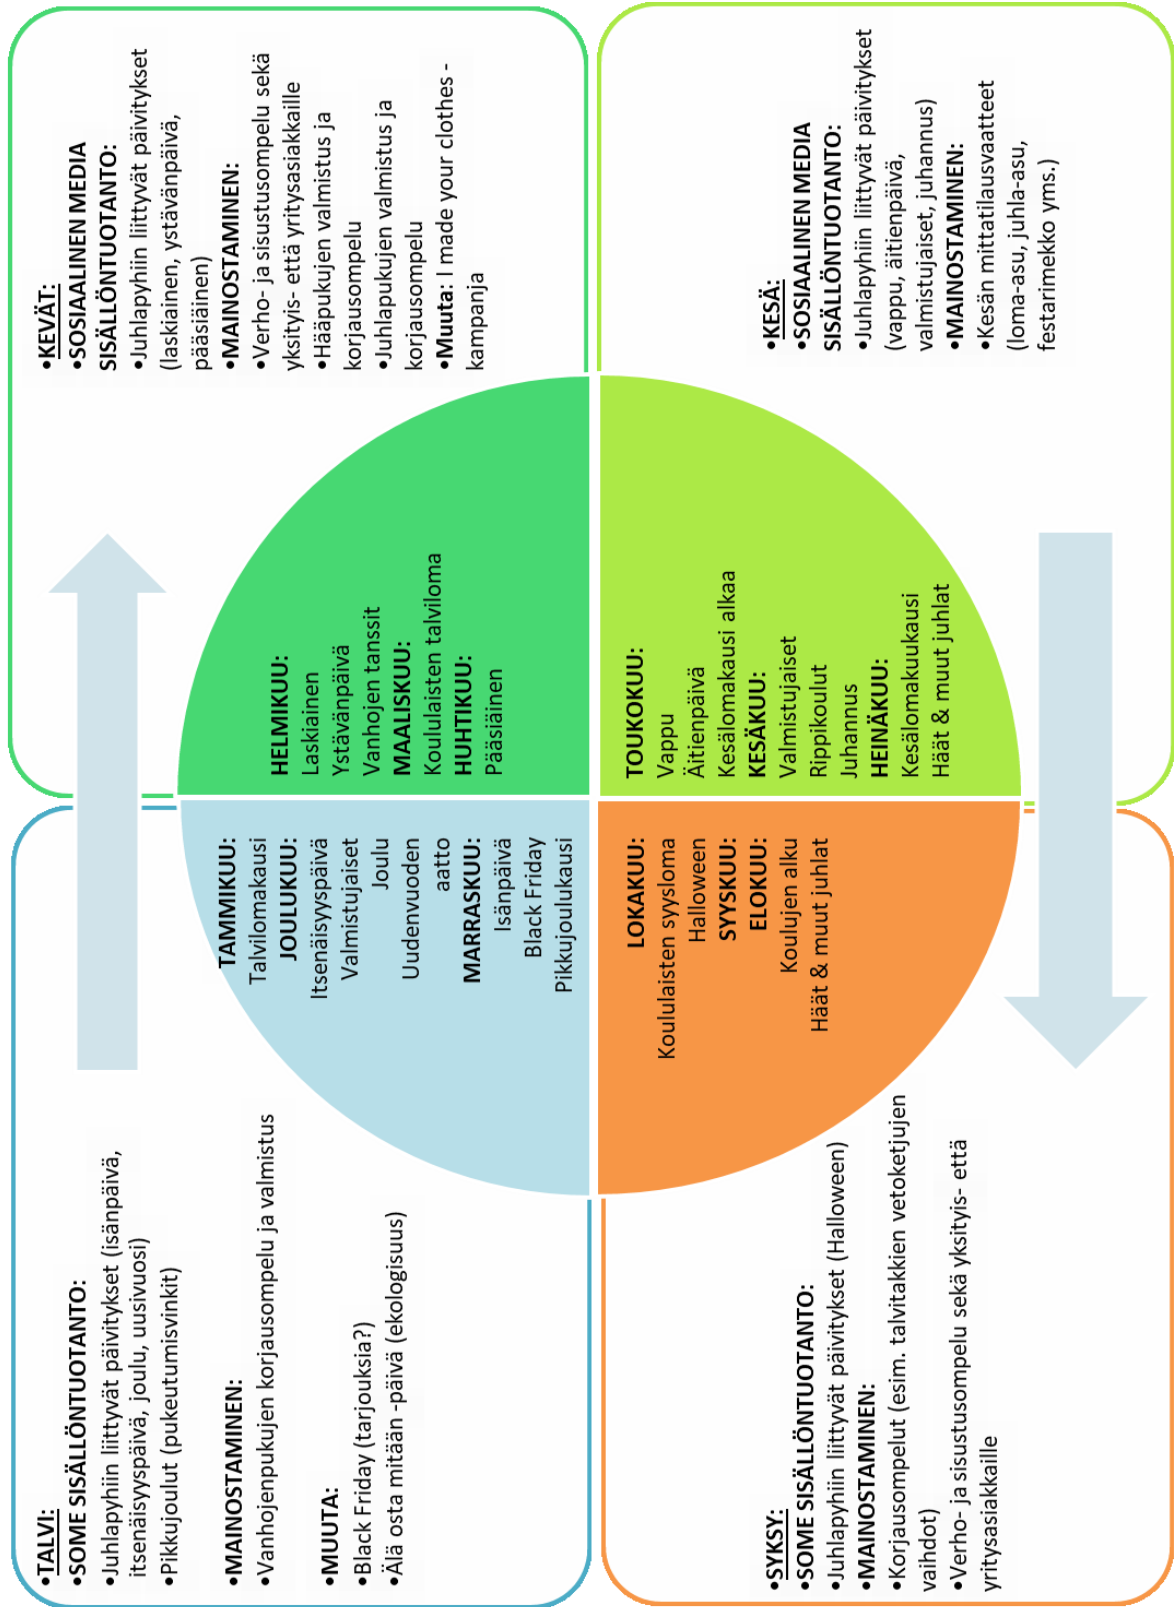 •TALVI:
•SOME SISÄLLÖNTUOTANTO:
•Juhlapyhiin liittyvät päivitykset (isänpäivä,
itsenäisyyspäivä, joulu, uusivuosi)
•Pikkujoulut (pukeutumisvinkit)
•MAINOSTAMINEN:
•Vanhojenpukujen korjausompelu ja valmistus
•MUUTA:
•Black Friday (tarjouksia?)
•Älä osta mitään -päivä (ekologisuus)
•KEVÄT:
•SOSIAALINEN MEDIA
SISÄLLÖNTUOTANTO:
•Juhlapyhiin liittyvät päivitykset
(laskiainen, ystävänpäivä,
pääsiäinen)
•MAINOSTAMINEN:
•Verho- ja sisustusompelu sekä
yksityis- että yritysasiakkaille
•Hääpukujen valmistus ja
korjausompelu
•Juhlapukujen valmistus ja
korjausompelu
•Muuta: I made your clothes -
kampanja
TAMMIKUU:
Talvilomakausi
JOULUKUU:
Itsenäisyyspäivä
Valmistujaiset
Joulu
Uudenvuoden
aatto
MARRASKUU:
Isänpäivä
Black Friday
Pikkujoulukausi
HELMIKUU:
Laskiainen
Ystävänpäivä
Vanhojen tanssit
MAALISKUU:
Koululaisten talviloma
HUHTIKUU:
Pääsiäinen
LOKAKUU:
Koululaisten syysloma
Halloween
SYYSKUU:
ELOKUU:
Koulujen alku
Häät & muut juhlat
TOUKOKUU:
Vappu
Äitienpäivä
Kesälomakausi alkaa
KESÄKUU:
Valmistujaiset
Rippikoulut
Juhannus
HEINÄKUU:
Kesälomakuukausi
Häät & muut juhlat
•SYKSY:
•SOME SISÄLLÖNTUOTANTO:
•Juhlapyhiin liittyvät päivitykset (Halloween)
•MAINOSTAMINEN:
•Korjausompelut (esim. talvitakkien vetoketjujen
vaihdot)
•Verho- ja sisustusompelu sekä yksityis- että
yritysasiakkaille
•KESÄ:
•SOSIAALINEN MEDIA
SISÄLLÖNTUOTANTO:
•Juhlapyhiin liittyvät päivitykset
(vappu, äitienpäivä,
valmistujaiset, juhannus)
•MAINOSTAMINEN:
•Kesän mittatilausvaatteet
(loma-asu, juhla-asu,
festarimekko yms.)